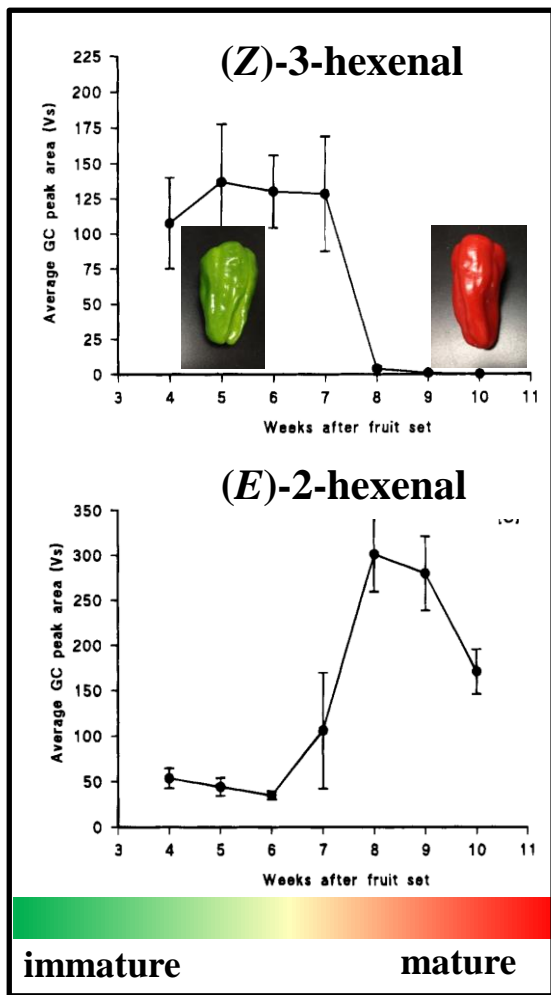 (Z)-3-hexenal
Average GC peak area (Vs)
225
200
175
150
125
100
75
50
25
0
3 4 5 6 7 8 9 10 11
Weeks after fruit set
(E)-2-hexenal
Average GC peak area (Vs)
350
300
250
200
150
100
50
0
3 4 5 6 7 8 9 10 11
Weeks after fruit set
immature mature